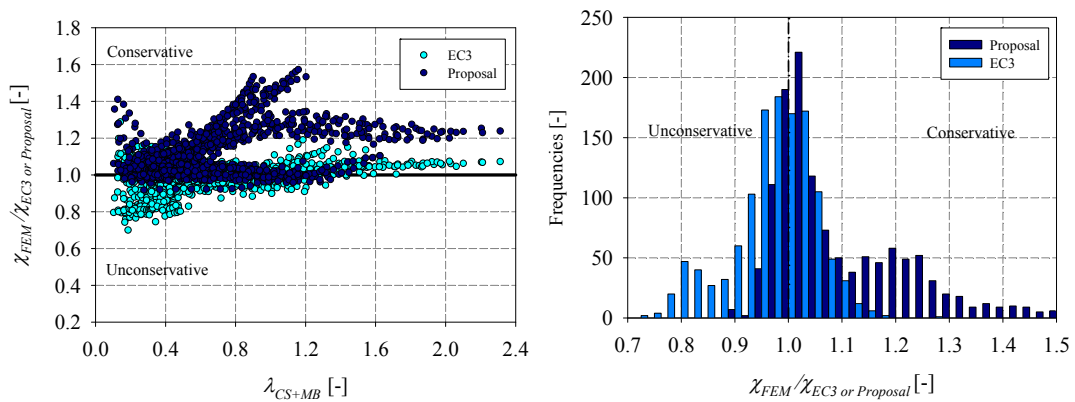 1.8
1.6
1.4
1.2
1.0
0.8
0.6
0.4
0.2
χFEM/χEC3 or Proposal [-]
Conservative
EC3
Proposal
Unconservative
0.0 0.4 0.8 1.2 1.6 2.0 2.4
λCS+MB [-]
250
200
150
100
50
0
Frequencies [-]
Proposal
EC3
Unconservative
Conservative
0.7 0.8 0.9 1.0 1.1 1.2 1.3 1.4 1.5
χFEM/χEC3 or Proposal [-]